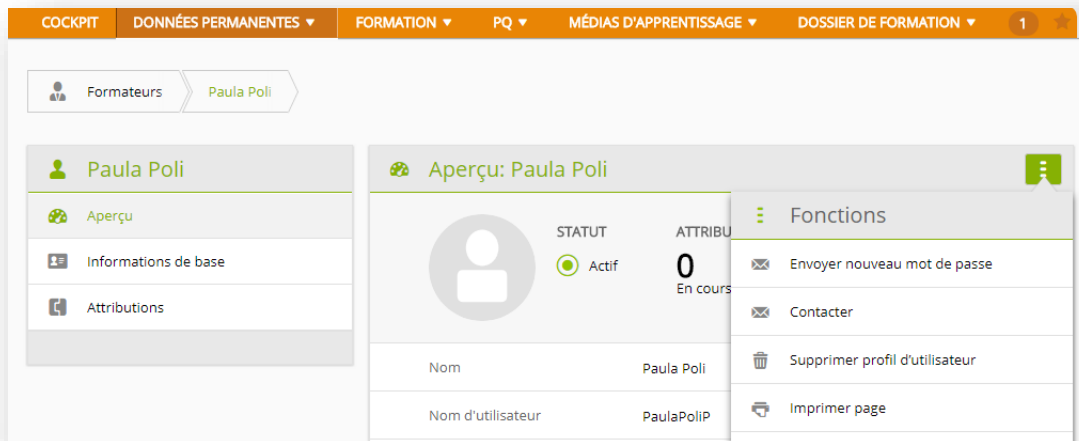 COCKPIT DONNÉES PERMANENTES FORMATION PQ MÉDIAS D'APPRENTISSAGE DOSSIER DE FORMATION 1
Formateurs Paula Poli
Paula Poli
Aperçu
Informations de base
Attributions
Aperçu: Paula Poli
STATUT
Actif
ATTRIBU
0
En cours
Nom Paula Poli
Nom d'utilisateur PaulaPoliP
Fonctions
Envoyer nouveau mot de passe
Contacter
Supprimer profil d'utilisateur
Imprimer page